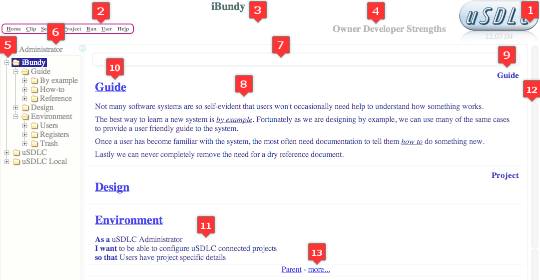 iBundy
3
4
1
uSDLC
12.01.04
2
Home Clip Project Run User Help
6
Owner Developer Strengths
5
Administrator
7
9
iBundy
Guide
By example
How-to
Reference
Design
Environment
Users
Registers
Trash
uSDLC
uSDLC Local
Guide
10
8
12
Guide
Not many software systems are so self-evident that users won't occasionally need help to understand how something works.
The best way to learn a new system is by example. Fortunately as we are designing by example, we can use many of the same cases
to provide a user friendly guide to the system.
Once a user has become familiar with the system, the most often need documentation to tell them how to do something new.
Lastly we can never completely remove the need for a dry reference document.
Project
Design
Environment
11
As a uSDLC Administrator
I want to be able to configure uSDLC connected projects
so that Users have project specific details
13
Parent - more...